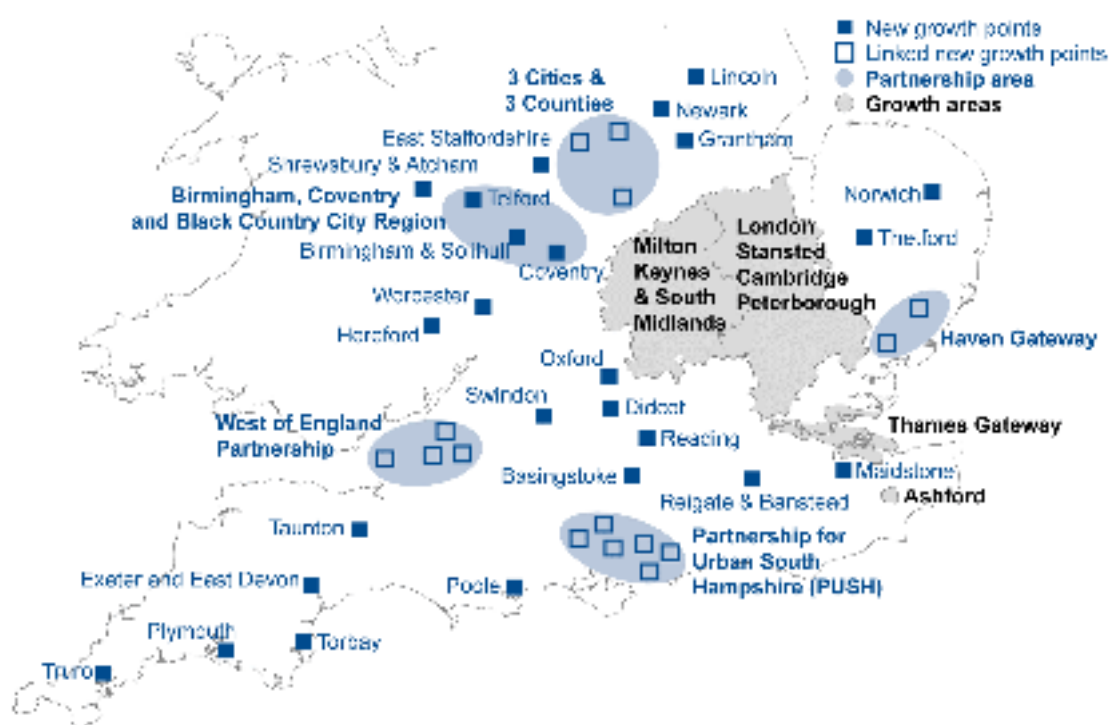 New growth points
Linked new growth points
Partnership area
Growth areas
3 Cities &
3 Counties
Lincoln
Newark
Grantham
East Staffordshire
Shrewsbury & Atcham
Birmingham, Coventry
and Black Country City Region
Telford
Birmingham & Solihull
Coventry
Norwich
Thetford
London
Stansted
Cambridge
Peterborough
Milton
Keynes
& South
Midlands
Worcester
Hereford
Haven Gateway
Oxford
Swindon
Didcot
Reading
West of England
Partnership
Thames Gateway
Basingstoke
Maidstone
Reigate & Banstead
Ashford
Taunton
Partnership for
Urban South
Hampshire (PUSH)
Exeter and East Devon
Poole
Plymouth
Torbay
Truro